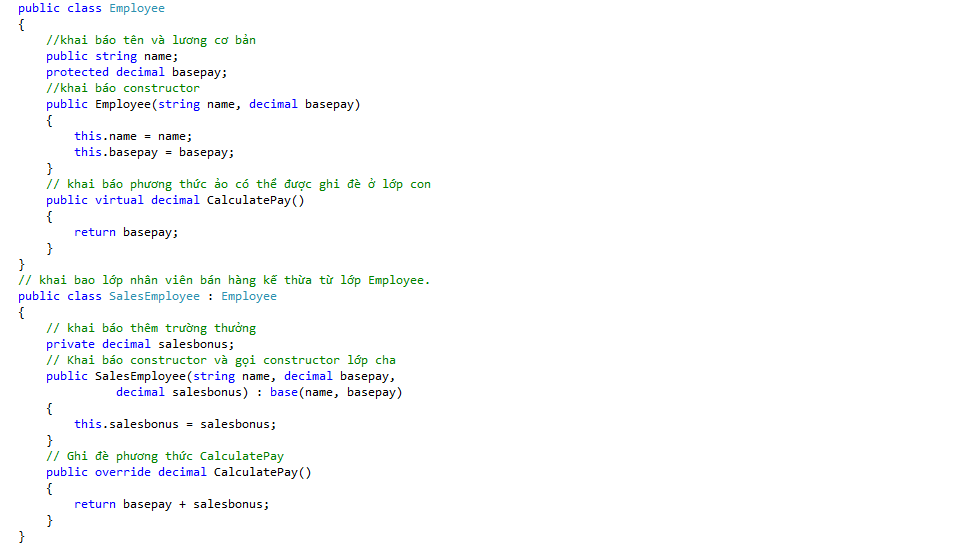 public class Employee
{
    //khai báo tên và lương cơ bản
    public string name;
    protected decimal basepay;
    //khai báo constructor
    public Employee(string name, decimal basepay)
    {
        this.name = name;
        this.basepay = basepay;
    }
    // khai báo phương thức ảo có thể được ghi đè ở lớp con
    public virtual decimal CalculatePay()
    {
        return basepay;
    }
}
// khai bao lớp nhân viên bán hàng kế thừa từ lớp Employee.
public class SalesEmployee : Employee
{
    // khai báo thêm trường thưởng
    private decimal salesbonus;
    // Khai báo constructor và gọi constructor lớp cha
    public SalesEmployee(string name, decimal basepay,
              decimal salesbonus) : base(name, basepay)
    {
        this.salesbonus = salesbonus;
    }
    // Ghi đè phương thức CalculatePay
    public override decimal CalculatePay()
    {
        return basepay + salesbonus;
    }
}